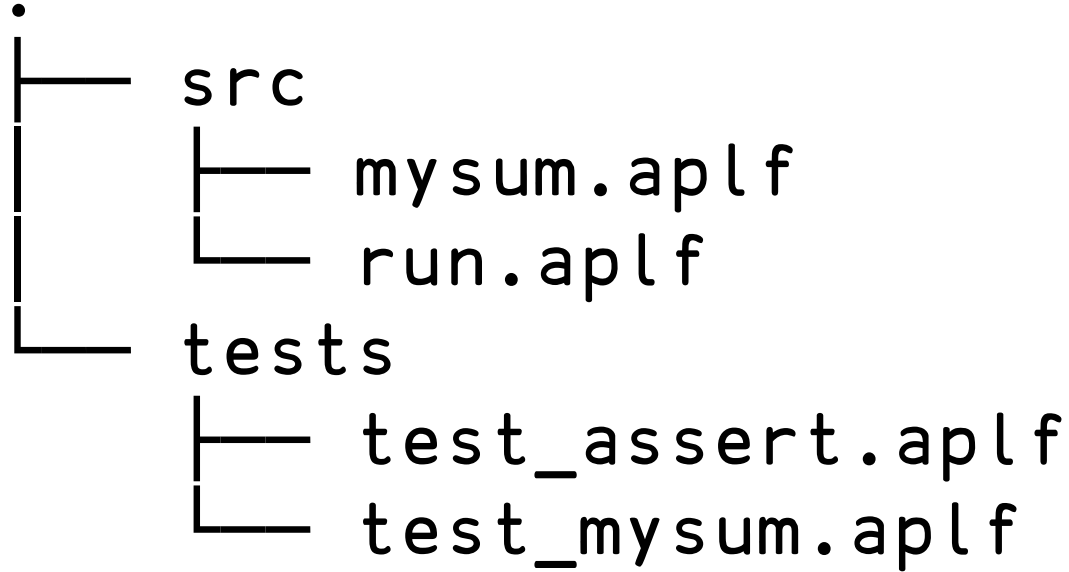 .
├── src
│   ├── mysum.aplf
│   └── run.aplf
└── tests
    ├── test_assert.aplf
    └── test_mysum.aplf